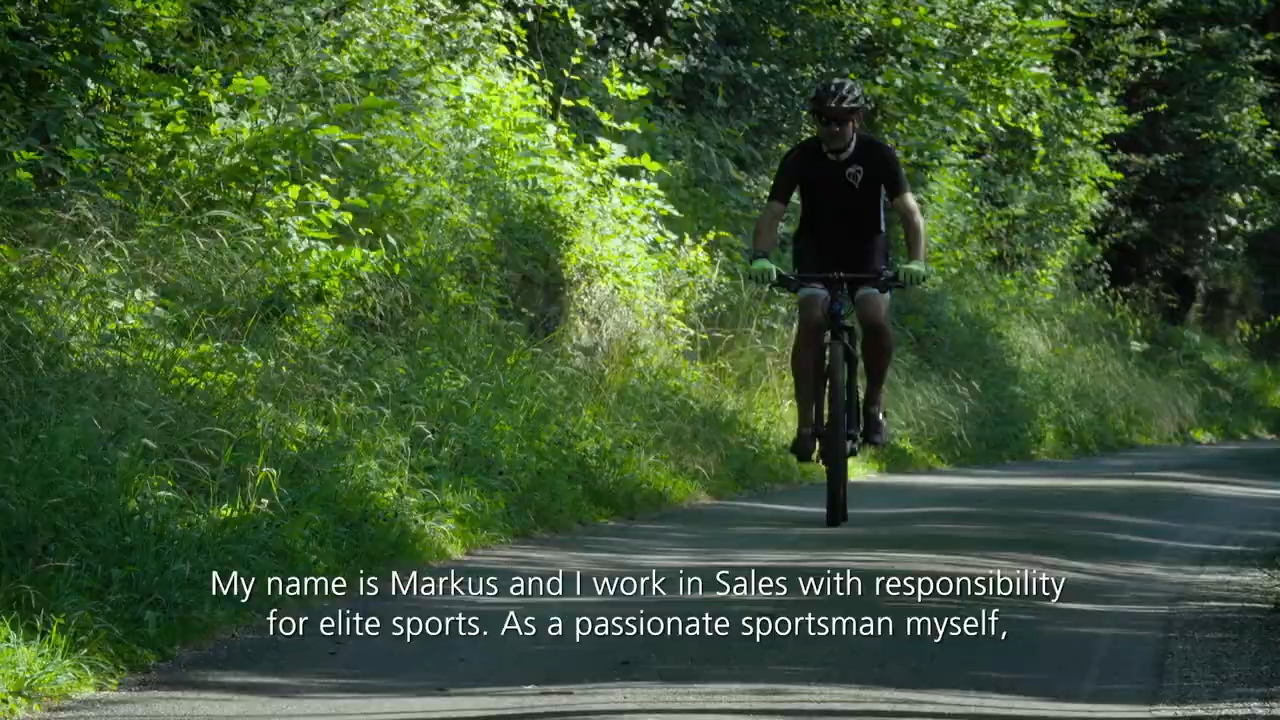 My name is Markus and I work in Sales with responsibility
for elite sports. As a passionate sportsman myself,